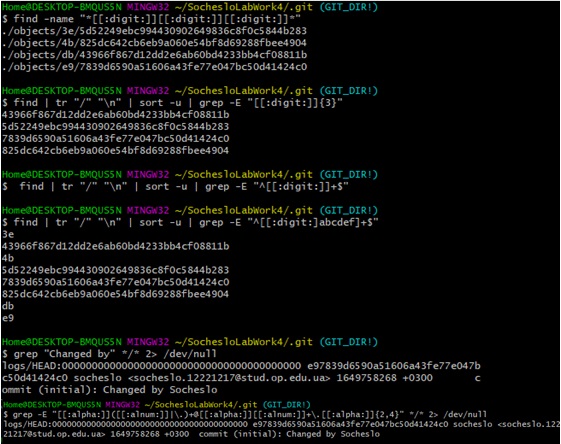 Home@DESKTOP-BMQUS5N MINGW32 ~/SochesloLabWork4/.git (GIT_DIR!)
$ find -name "*[[:digit:]][[:digit:]][[:digit:]]*"
./objects/3e/5d52249ebc994430902649836c8f0c5844b283
./objects/4b/825dc642cb6eb9a060e54bf8d69288fbee4904
./objects/db/43966f867d12dd2e6ab60bd4233bb4cf08811b
./objects/e9/7839d6590a51606a43fe77e047bc50d41424c0
Home@DESKTOP-BMQUS5N MINGW32 ~/SochesloLabWork4/.git (GIT_DIR!)
$ find | tr "/" "\n" | sort -u | grep -E "[[:digit:]]{3}"
43966f867d12dd2e6ab60bd4233bb4cf08811b
5d52249ebc994430902649836c8f0c5844b283
7839d6590a51606a43fe77e047bc50d41424c0
825dc642cb6eb9a060e54bf8d69288fbee4904
Home@DESKTOP-BMQUS5N MINGW32 ~/SochesloLabWork4/.git (GIT_DIR!)
$  find | tr "/" "\n" | sort -u | grep -E "^[[:digit:]]+$"
Home@DESKTOP-BMQUS5N MINGW32 ~/SochesloLabWork4/.git (GIT_DIR!)
$ find | tr "/" "\n" | sort -u | grep -E "^[[:digit:]abcdef]+$"
3e
43966f867d12dd2e6ab60bd4233bb4cf08811b
4b
5d52249ebc994430902649836c8f0c5844b283
7839d6590a51606a43fe77e047bc50d41424c0
825dc642cb6eb9a060e54bf8d69288fbee4904
db
e9
Home@DESKTOP-BMQUS5N MINGW32 ~/SochesloLabWork4/.git (GIT_DIR!)
$ grep "Changed by" */* 2> /dev/null
logs/HEAD:0000000000000000000000000000000000000000 e97839d6590a51606a43fe77e047b
c50d41424c0 socheslo <socheslo.12221217@stud.op.edu.ua> 1649758268 +0300       c
ommit (initial): Changed by Socheslo
Home@DESKTOP-BMQUS5N MINGW32 ~/SochesloLabWork4/.git (GIT_DIR!)
$ grep -E "[[:alpha:]]([[:alnum:]]|\.)+@[[:alpha:]][[:alnum:]]+\.[[:alpha:]]{2,4}" */* 2> /dev/null
logs/HEAD:0000000000000000000000000000000000000000 e97839d6590a51606a43fe77e047bc50d41424c0 socheslo <socheslo.122
21217@stud.op.edu.ua> 1649758268 +0300  commit (initial): Changed by Socheslo